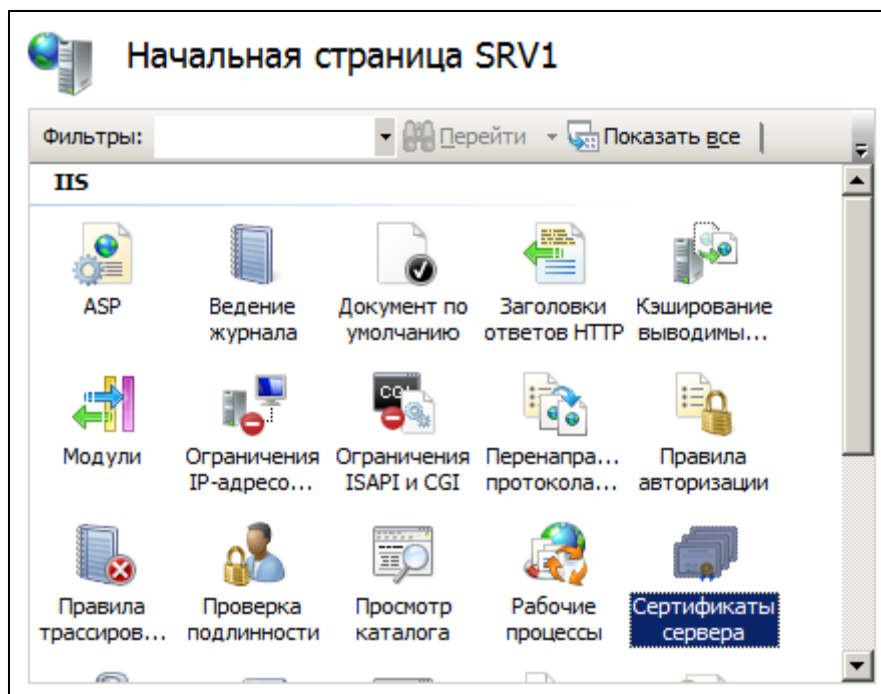 Начальная страница SRV1
Фильтры:
Перейти
Показать все
IIS
ASP
Ведение
журнала
Документ по
умолчанию
Заголовки
ответов HTTP
Кэширование
выводимы...
Модули
Ограничения
IP-адресо...
CGI
Ограничения
ISAPI и CGI
Перенапра...
протокола...
Правила
авторизации
Правила
трассиров...
Проверка
подлинности
Просмотр
каталога
Рабочие
процессы
Сертификаты
сервера